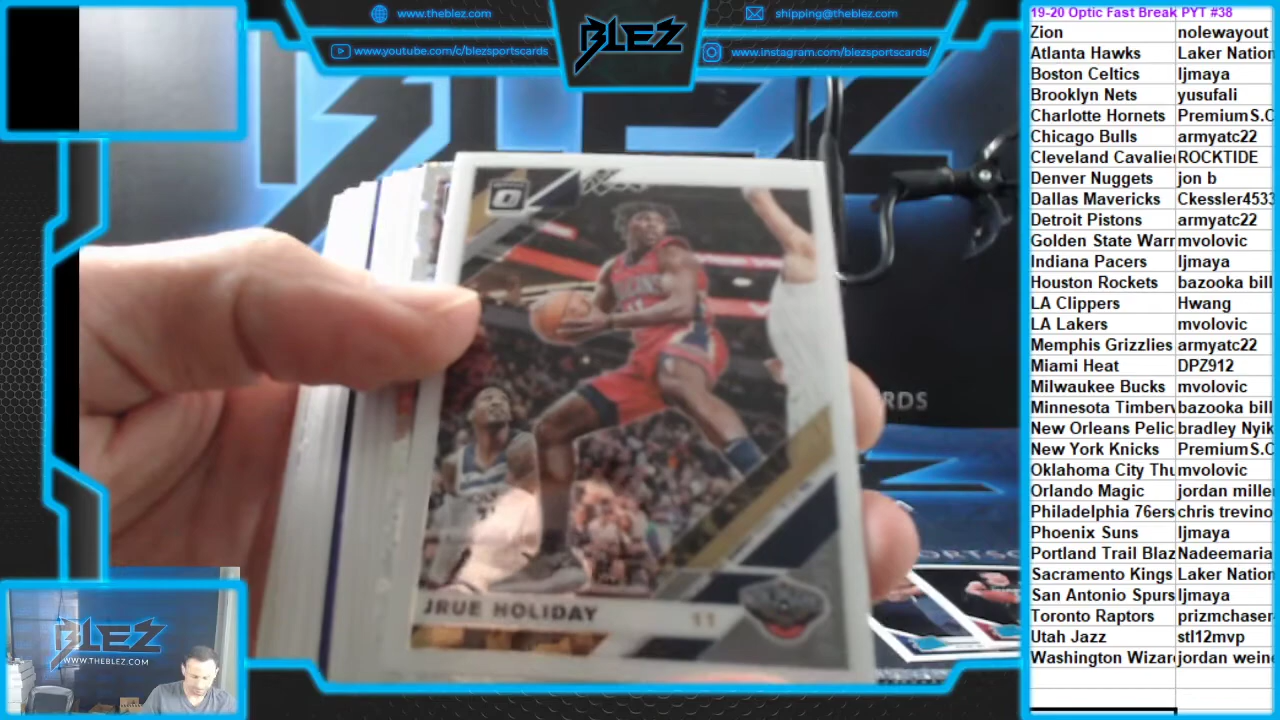 www.theblez.com
www.youtube.com/c/blezsportscards
BLEZ
shipping@theblez.com
www.instagram.com/blezsportscards/
JRUE HOLIDAY 11
RDS
BLEZ
WWW.THEBLEZ.COM
19-20 Optic Fast Break PYT #38
Zion nolewayout
Atlanta Hawks Laker Nation
Boston Celtics ljmaya
Brooklyn Nets yusufali
Charlotte Hornets PremiumS.C
Chicago Bulls armyatc22
Cleveland Cavalier ROCKTIDE
Denver Nuggets jon b
Dallas Mavericks Ckessler4533
Detroit Pistons armyatc22
Golden State Warr mvolovic
Indiana Pacers ljmaya
Houston Rockets bazooka bill
LA Clippers Hwang
LA Lakers mvolovic
Memphis Grizzlies armyatc22
Miami Heat DPZ912
Milwaukee Bucks mvolovic
Minnesota Timberv bazooka bill
New Orleans Pelic bradley Nyik
New York Knicks PremiumS.C
Oklahoma City Thu mvolovic
Orlando Magic jordan mille
Philadelphia 76ers chris trevino
Phoenix Suns ljmaya
Portland Trail Blaz Nadeemaria
Sacramento Kings Laker Nation
San Antonio Spurs ljmaya
Toronto Raptors prizmchaser
Utah Jazz stl12mvp
Washington Wizar jordan wein